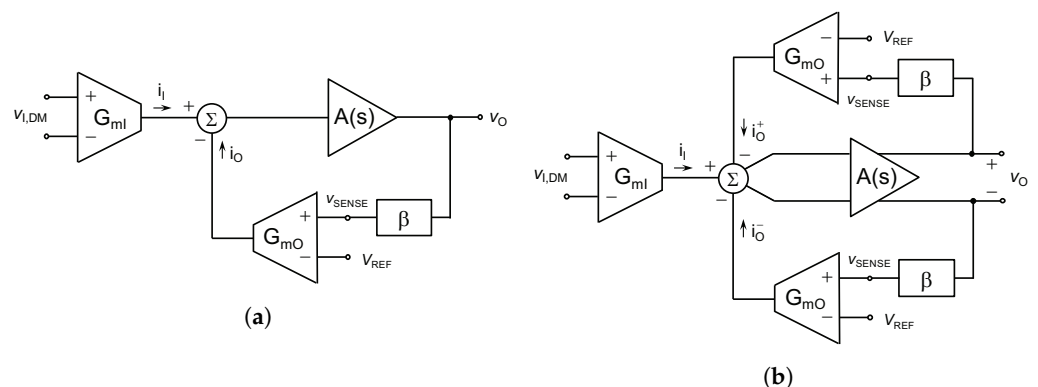 v_I,DM
+
−
G_mI
i_I
+
Σ
−
i_O
A(s)
v_O
v_SENSE
β
G_mO
+
−
V_REF
(a)
G_mO
−
+
V_REF
v_SENSE
β
i_O^+
−
v_I,DM
+
−
G_mI
i_I
+
Σ
−
A(s)
+
v_O
−
i_O^−
v_SENSE
β
G_mO
+
−
V_REF
(b)